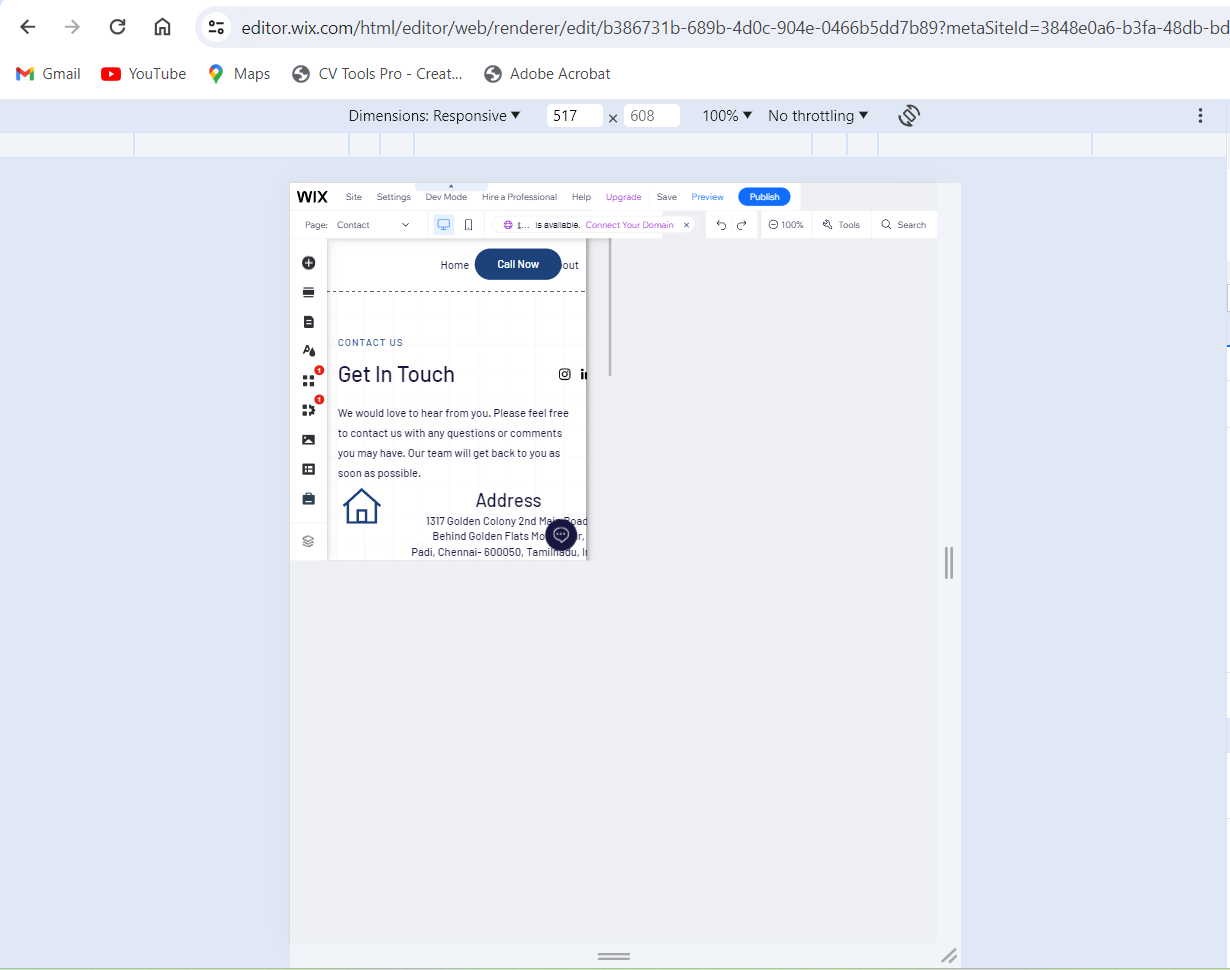 editor.wix.com/html/editor/web/renderer/edit/b386731b-689b-4d0c-904e-0466b5dd7b89?metaSiteId=3848e0a6-b3fa-48db-bd
Gmail YouTube Maps CV Tools Pro - Creat... Adobe Acrobat
Dimensions: Responsive 517 × 608 100% No throttling
WIX Site Settings Dev Mode Hire a Professional Help Upgrade Save Preview Publish
Page: Contact is available. Connect Your Domain × 100% Tools Search
Home Call Now out
CONTACT US
Get In Touch
1
We would love to hear from you. Please feel free
1
to contact us with any questions or comments
you may have. Our team will get back to you as
soon as possible.
Address
1317 Golden Colony 2nd Main Road
Behind Golden Flats Mo r,
Padi, Chennai- 600050, Tamilnadu, I